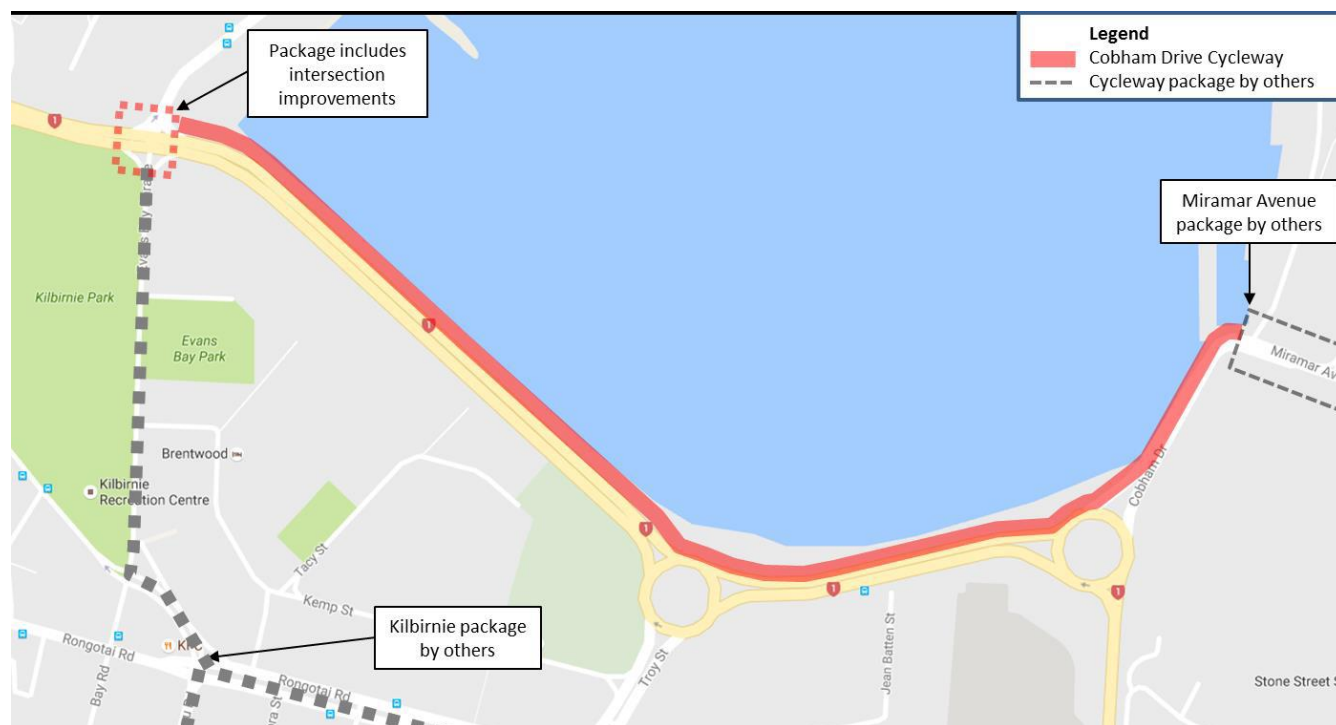 Legend
Cobham Drive Cycleway
Cycleway package by others
Package includes
intersection
improvements
1
Miramar Avenue
package by others
Kilbirnie Park
Evans
Bay Park
1
Miramar Av
Brentwood
Kilbirnie
Recreation Centre
Cobham Dr
1
Tacy St
Kemp St
1
1
Kilbirnie package
by others
KFC
Rongotai Rd
Rongotai Rd
Bay Rd
Troy St
Jean Batten St
Stone Street S